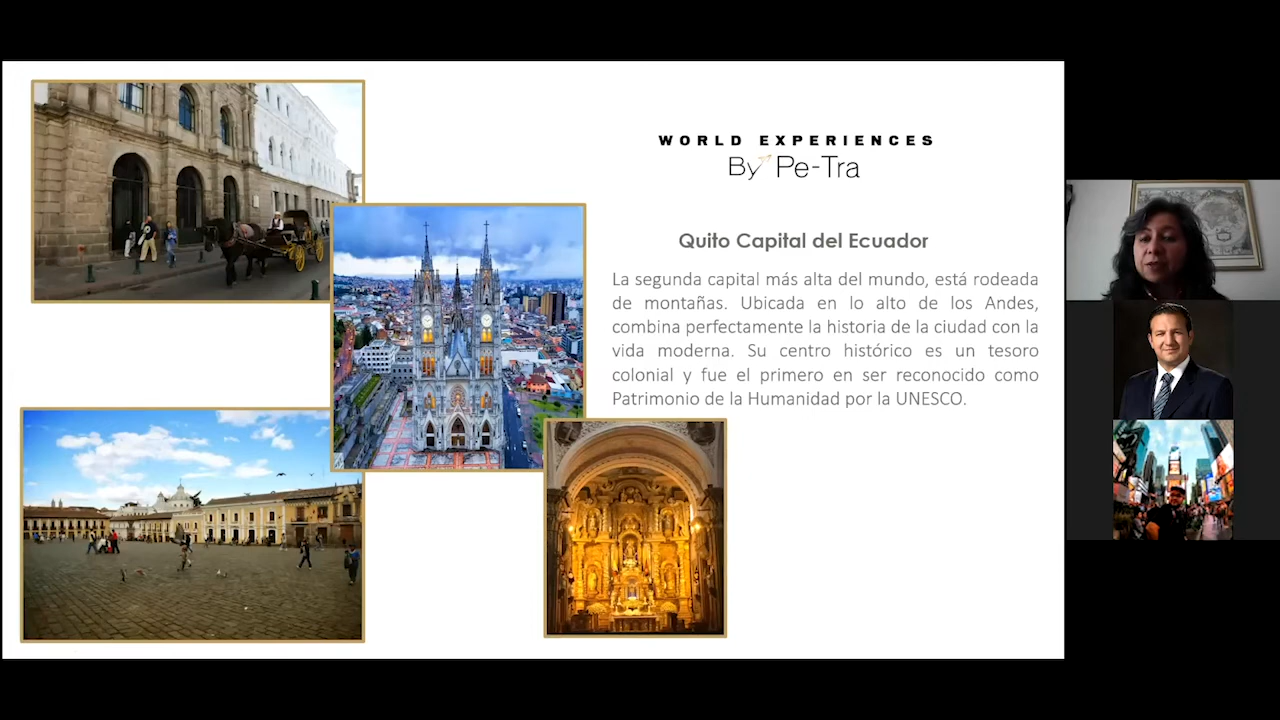 WORLD EXPERIENCES
By Pe-Tra
Quito Capital del Ecuador
La segunda capital más alta del mundo, está rodeada
de montañas. Ubicada en lo alto de los Andes,
combina perfectamente la historia de la ciudad con la
vida moderna. Su centro histórico es un tesoro
colonial y fue el primero en ser reconocido como
Patrimonio de la Humanidad por la UNESCO.